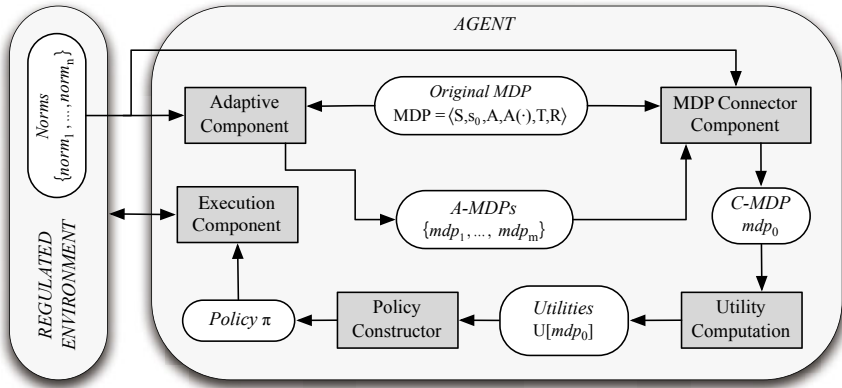 AGENT
Norms
{norm₁,...,normₙ}
REGULATED
ENVIRONMENT
Adaptive
Component
Original MDP
MDP = ⟨S,s₀,A,A(·),T,R⟩
MDP Connector
Component
Execution
Component
A-MDPs
{mdp₁,..., mdpₘ}
C-MDP
mdp₀
Policy π
Policy
Constructor
Utilities
U[mdp₀]
Utility
Computation